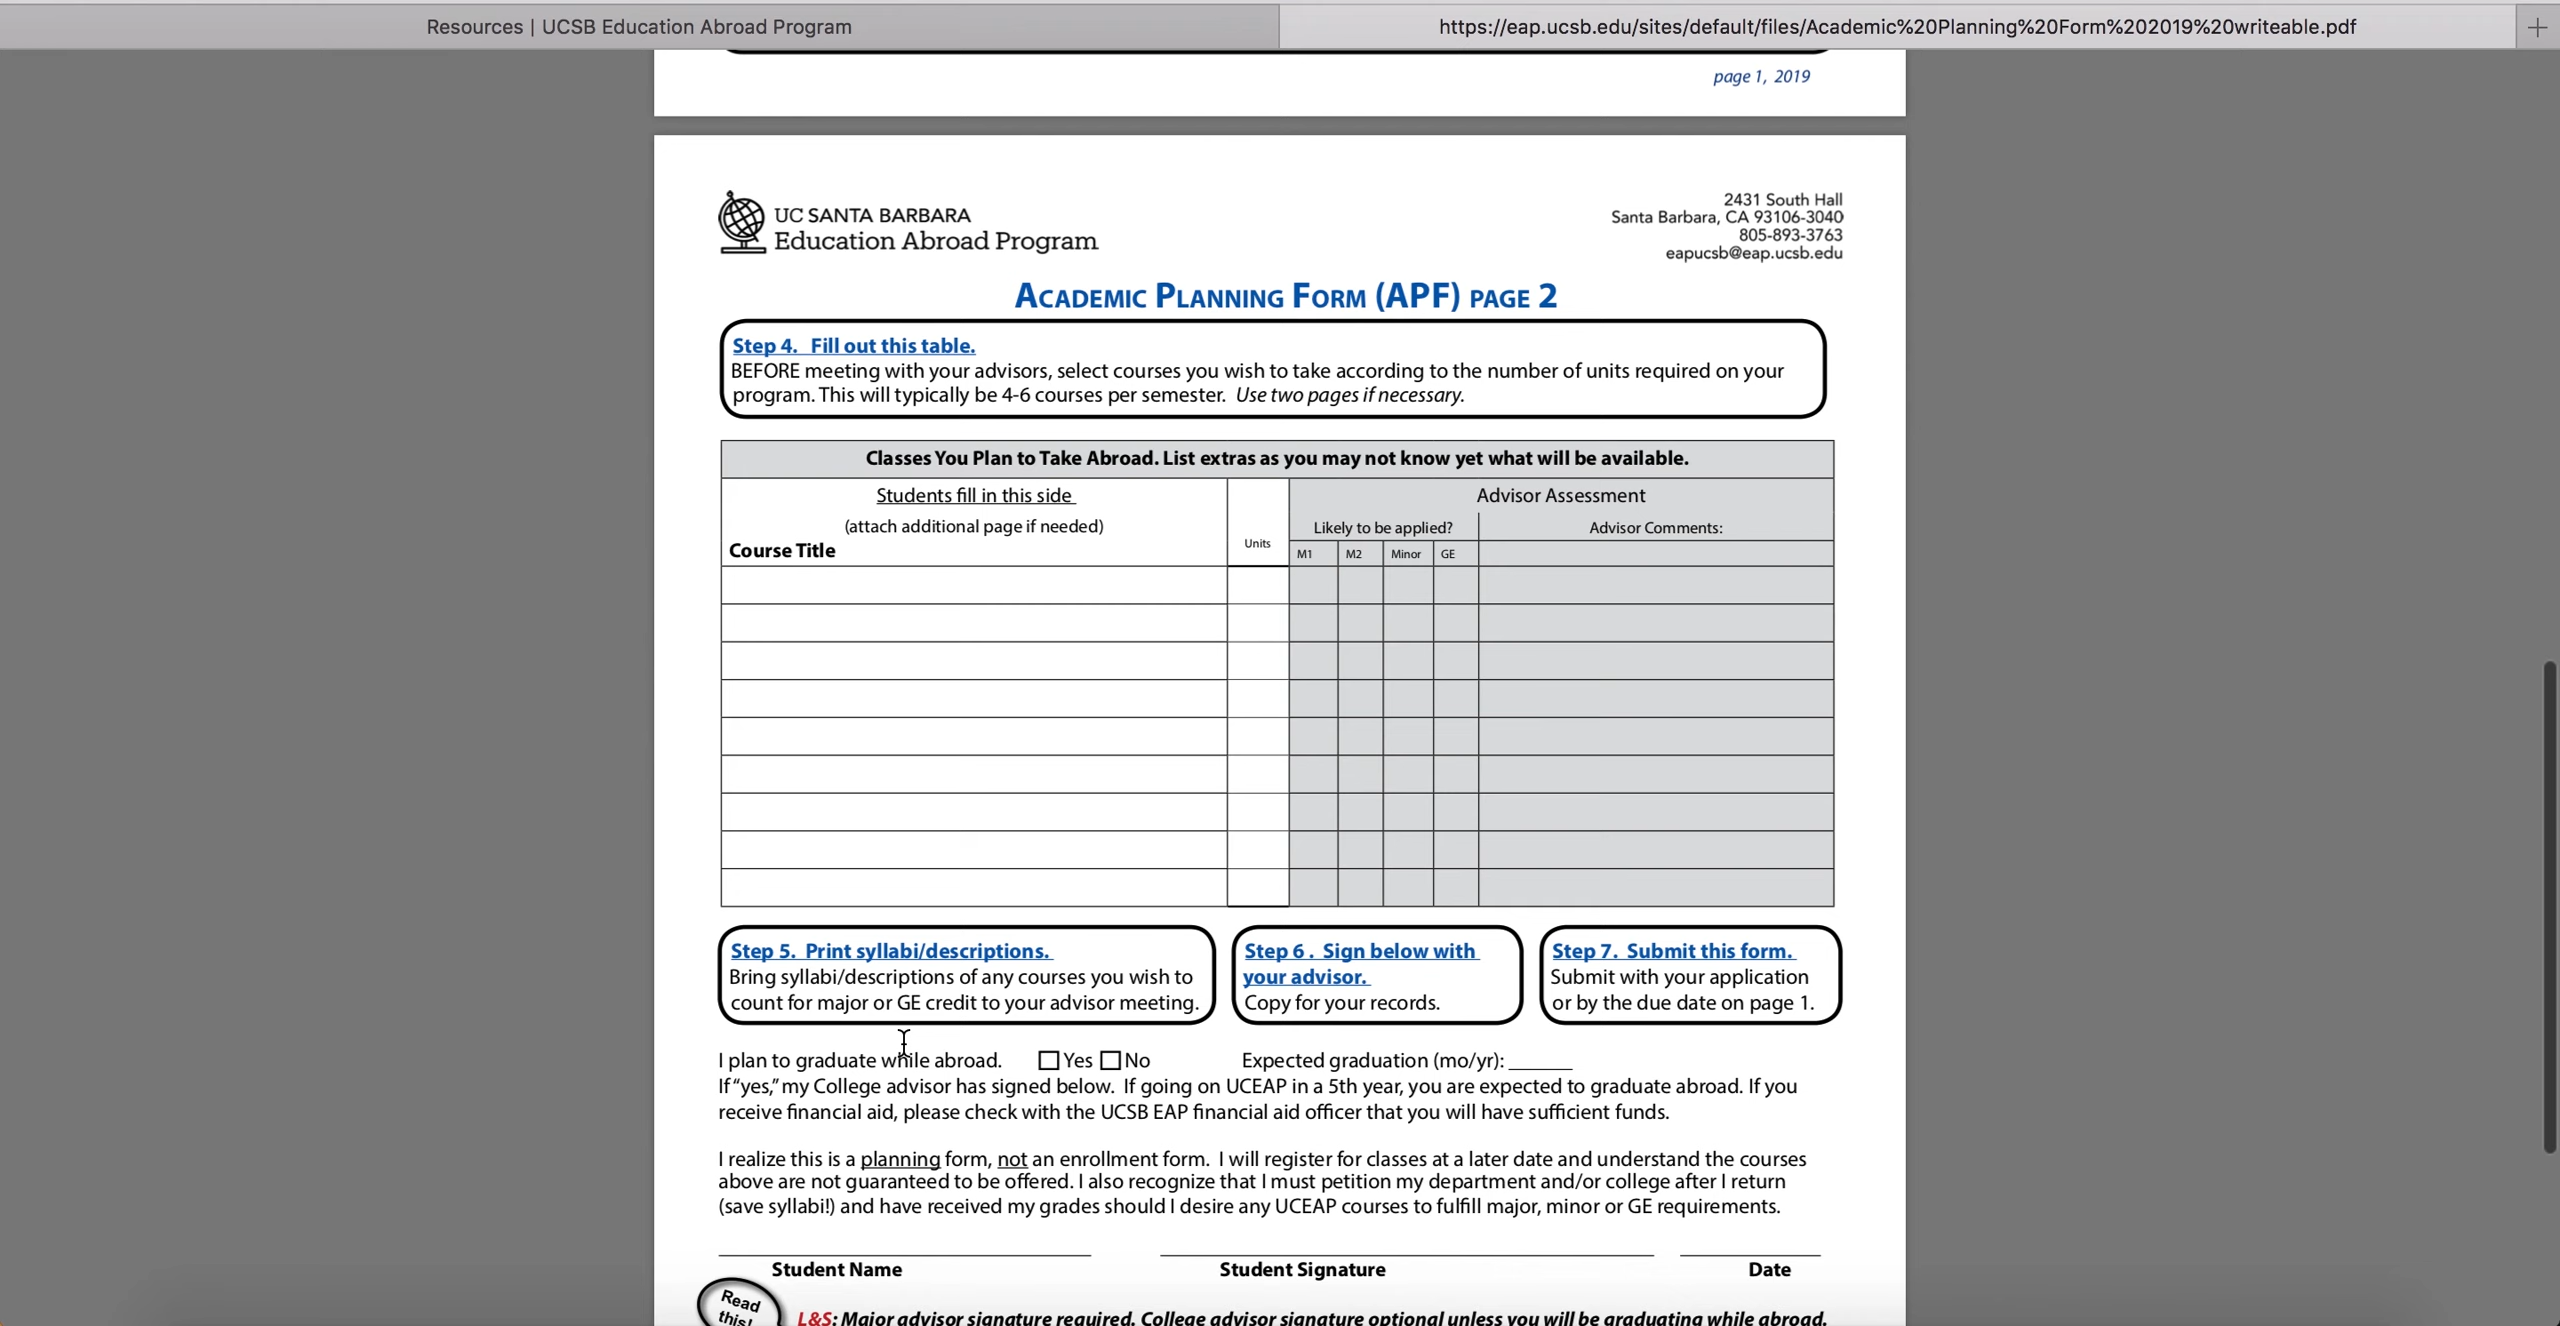 Resources | UCSB Education Abroad Program
https://eap.ucsb.edu/sites/default/files/Academic%20Planning%20Form%202019%20writeable.pdf
page 1, 2019
UC SANTA BARBARA
Education Abroad Program
2431 South Hall
Santa Barbara, CA 93106-3040
805-893-3763
eapucsb@eap.ucsb.edu
ACADEMIC PLANNING FORM (APF) PAGE 2
Step 4. Fill out this table.
BEFORE meeting with your advisors, select courses you wish to take according to the number of units required on your
program. This will typically be 4-6 courses per semester. Use two pages if necessary.
Classes You Plan to Take Abroad. List extras as you may not know yet what will be available.
Students fill in this side
(attach additional page if needed)
Course Title
Units
Advisor Assessment
Likely to be applied?
Advisor Comments:
M1 M2 Minor GE
Step 5. Print syllabi/descriptions.
Bring syllabi/descriptions of any courses you wish to
count for major or GE credit to your advisor meeting.
Step 6 . Sign below with
your advisor.
Copy for your records.
Step 7. Submit this form.
Submit with your application
or by the due date on page 1.
I plan to graduate while abroad. Yes No Expected graduation (mo/yr): ______
If "yes," my College advisor has signed below. If going on UCEAP in a 5th year, you are expected to graduate abroad. If you
receive financial aid, please check with the UCSB EAP financial aid officer that you will have sufficient funds.
I realize this is a planning form, not an enrollment form. I will register for classes at a later date and understand the courses
above are not guaranteed to be offered. I also recognize that I must petition my department and/or college after I return
(save syllabi!) and have received my grades should I desire any UCEAP courses to fulfill major, minor or GE requirements.
Student Name Student Signature Date
Read
this!
L&S: Major advisor signature required. College advisor signature optional unless you will be graduating while abroad.